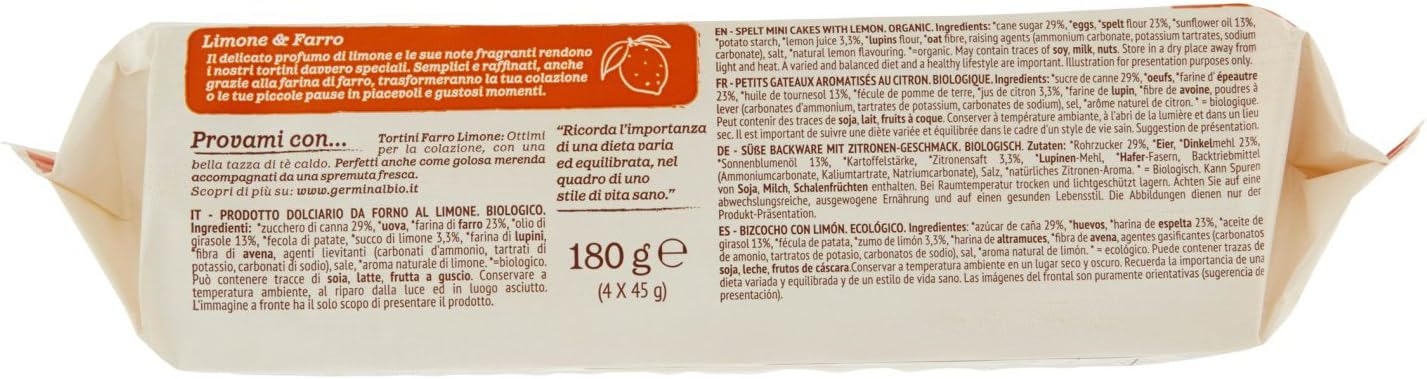 Limone & Farro
Il delicato profumo di limone e le sue note fragranti rendono
i nostri tortini davvero speciali. Semplici e raffinati, anche
grazie alla farina di farro, trasformeranno la tua colazione
o le tue piccole pause in piacevoli e gustosi momenti.
Provami con... Tortini Farro Limone: Ottimi
per la colazione, con una
bella tazza di tè caldo. Perfetti anche come golosa merenda
accompagnati da una spremuta fresca.
Scopri di più su: www.germinalbio.it
"Ricorda l'importanza
di una dieta varia
ed equilibrata, nel
quadro di uno
stile di vita sano."
IT - PRODOTTO DOLCIARIO DA FORNO AL LIMONE. BIOLOGICO.
Ingredienti: *zucchero di canna 29%, *uova, *farina di farro 23%, *olio di
girasole 13%, *fecola di patate, *succo di limone 3,3%, *farina di lupini,
*fibra di avena, agenti lievitanti (carbonati d'ammonio, tartrati di
potassio, carbonati di sodio), sale, *aroma naturale di limone. *=biologico.
Può contenere tracce di soia, latte, frutta a guscio. Conservare a
temperatura ambiente, al riparo dalla luce ed in luogo asciutto.
L'immagine a fronte ha il solo scopo di presentare il prodotto.
180 g e
(4 X 45 g)
EN - SPELT MINI CAKES WITH LEMON. ORGANIC. Ingredients: *cane sugar 29%, *eggs, *spelt flour 23%, *sunflower oil 13%,
*potato starch, *lemon juice 3,3%, *lupins flour, *oat fibre, raising agents (ammonium carbonate, potassium tartrates, sodium
carbonate), salt, *natural lemon flavouring. *=organic. May contain traces of soy, milk, nuts. Store in a dry place away from
light and heat. A varied and balanced diet and a healthy lifestyle are important. Illustration for presentation purposes only.
FR - PETITS GATEAUX AROMATISÉS AU CITRON. BIOLOGIQUE. Ingredients: *sucre de canne 29%, *oeufs, *farine d' épeautre
23%, *huile de tournesol 13%, *fécule de pomme de terre, *jus de citron 3,3%, *farine de lupin, *fibre de avoine, poudres à
lever (carbonates d'ammonium, tartrates de potassium, carbonates de sodium), sel, *arôme naturel de citron. * = biologique.
Peut contenir des traces de soja, lait, fruits à coque. Conserver à température ambiante, à l'abri de la lumière et dans un lieu
sec. Il est important de suivre une diète variée et équilibrée dans le cadre d'un style de vie sain. Suggestion de présentation.
DE - SÜßE BACKWARE MIT ZITRONEN-GESCHMACK. BIOLOGISCH. Zutaten: *Rohrzucker 29%, *Eier, *Dinkelmehl 23%,
*Sonnenblumenöl 13%, *Kartoffelstärke, *Zitronensaft 3,3%, *Lupinen-Mehl, *Hafer-Fasern, Backtriebmittel
(Ammoniumcarbonate, Kaliumtartrate, Natriumcarbonate), Salz, *natürliches Zitronen-Aroma. * = Biologisch. Kann Spuren
von Soja, Milch, Schalenfrüchten enthalten. Bei Raumtemperatur trocken und lichtgeschützt lagern. Achten Sie auf eine
abwechslungsreiche, ausgewogene Ernährung und auf einen gesunden Lebensstil. Die Abbildungen dienen nur der
Produkt-Präsentation.
ES - BIZCOCHO CON LIMÓN. ECOLÓGICO. Ingredientes: *azúcar de caña 29%, *huevos, *harina de espelta 23%, *aceite de
girasol 13%, *fécula de patata, *zumo de limón 3,3%, *harina de altramuces, *fibra de avena, agentes gasificantes (carbonatos
de amonio, tartratos de potasio, carbonatos de sodio), sal, *aroma natural de limón. * = ecológico. Puede contener trazas de
soja, leche, frutos de cáscara.Conservar a temperatura ambiente en un lugar seco y oscuro. Recuerda la importancia de una
dieta variada y equilibrada y de un estilo de vida sano. Las imágenes del frontal son puramente orientativas (sugerencia de
presentación).